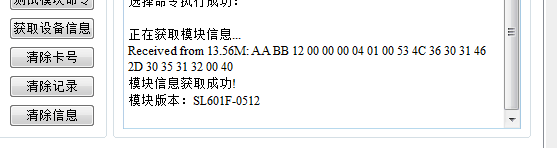 测试模块命令
获取设备信息
清除卡号
清除记录
清除信息
选择命令执行成功:
正在获取模块信息...
Received from 13.56M: AA BB 12 00 00 00 04 01 00 53 4C 36 30 31 46
2D 30 35 31 32 00 40
模块信息获取成功!
模块版本：SL601F-0512